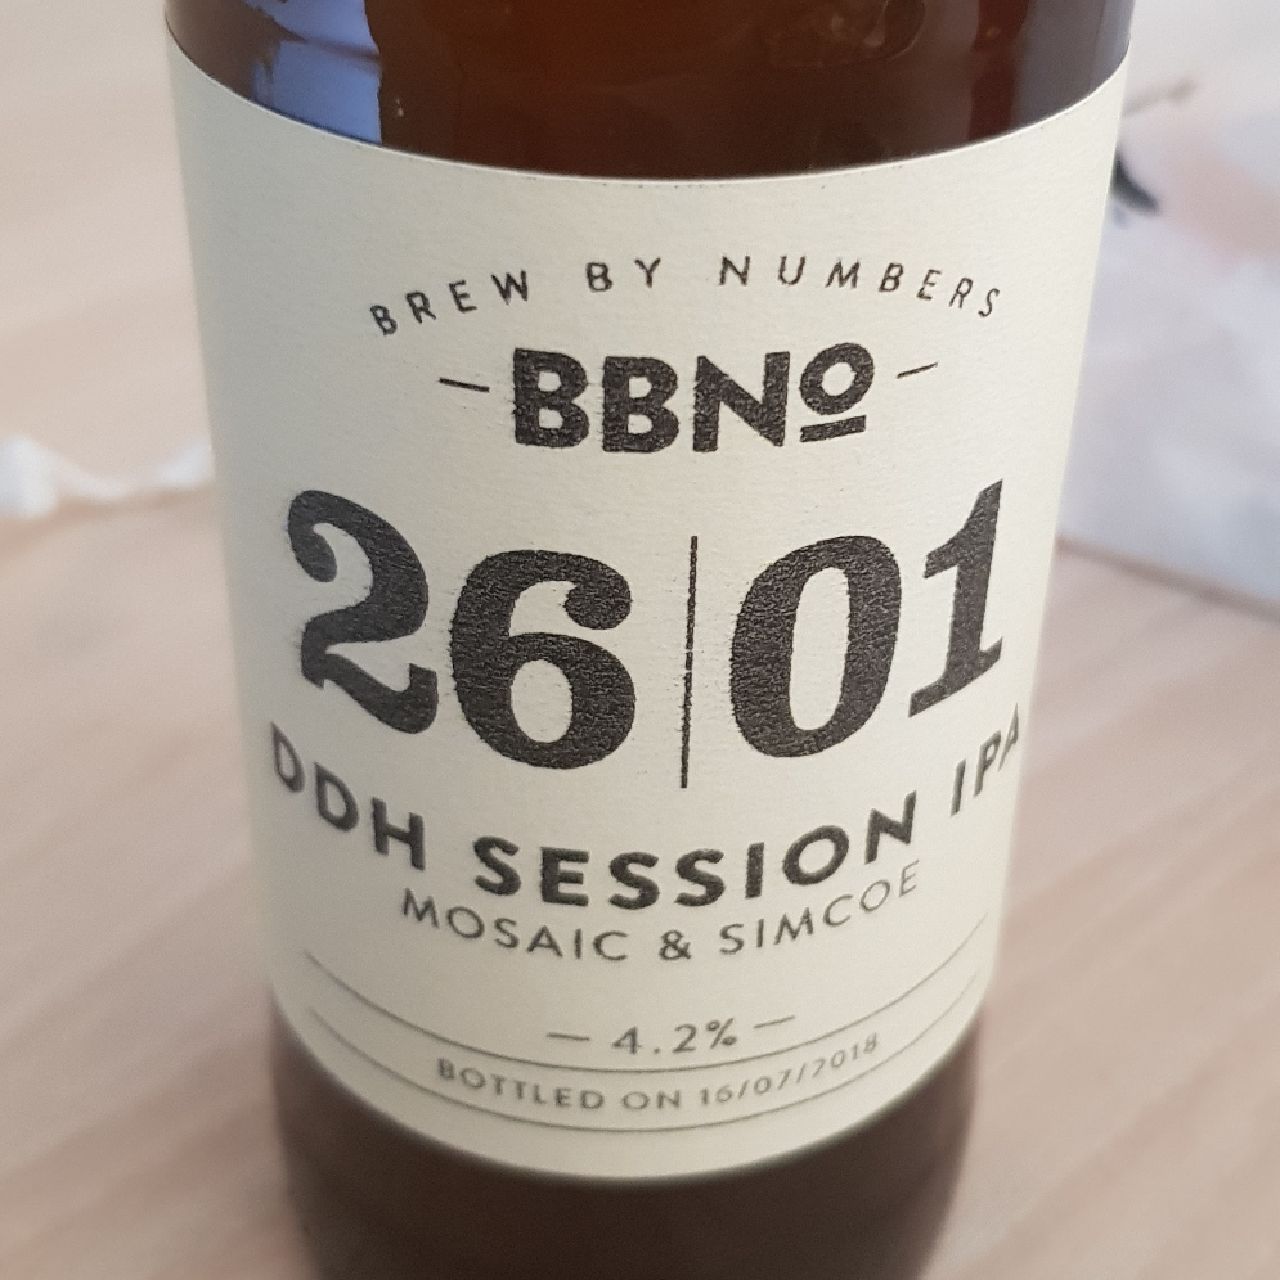 BREW BY NUMBERS
– BBNo –
26|01
DDH SESSION IPA
MOSAIC & SIMCOE
— 4.2% —
BOTTLED ON 16/07/2018